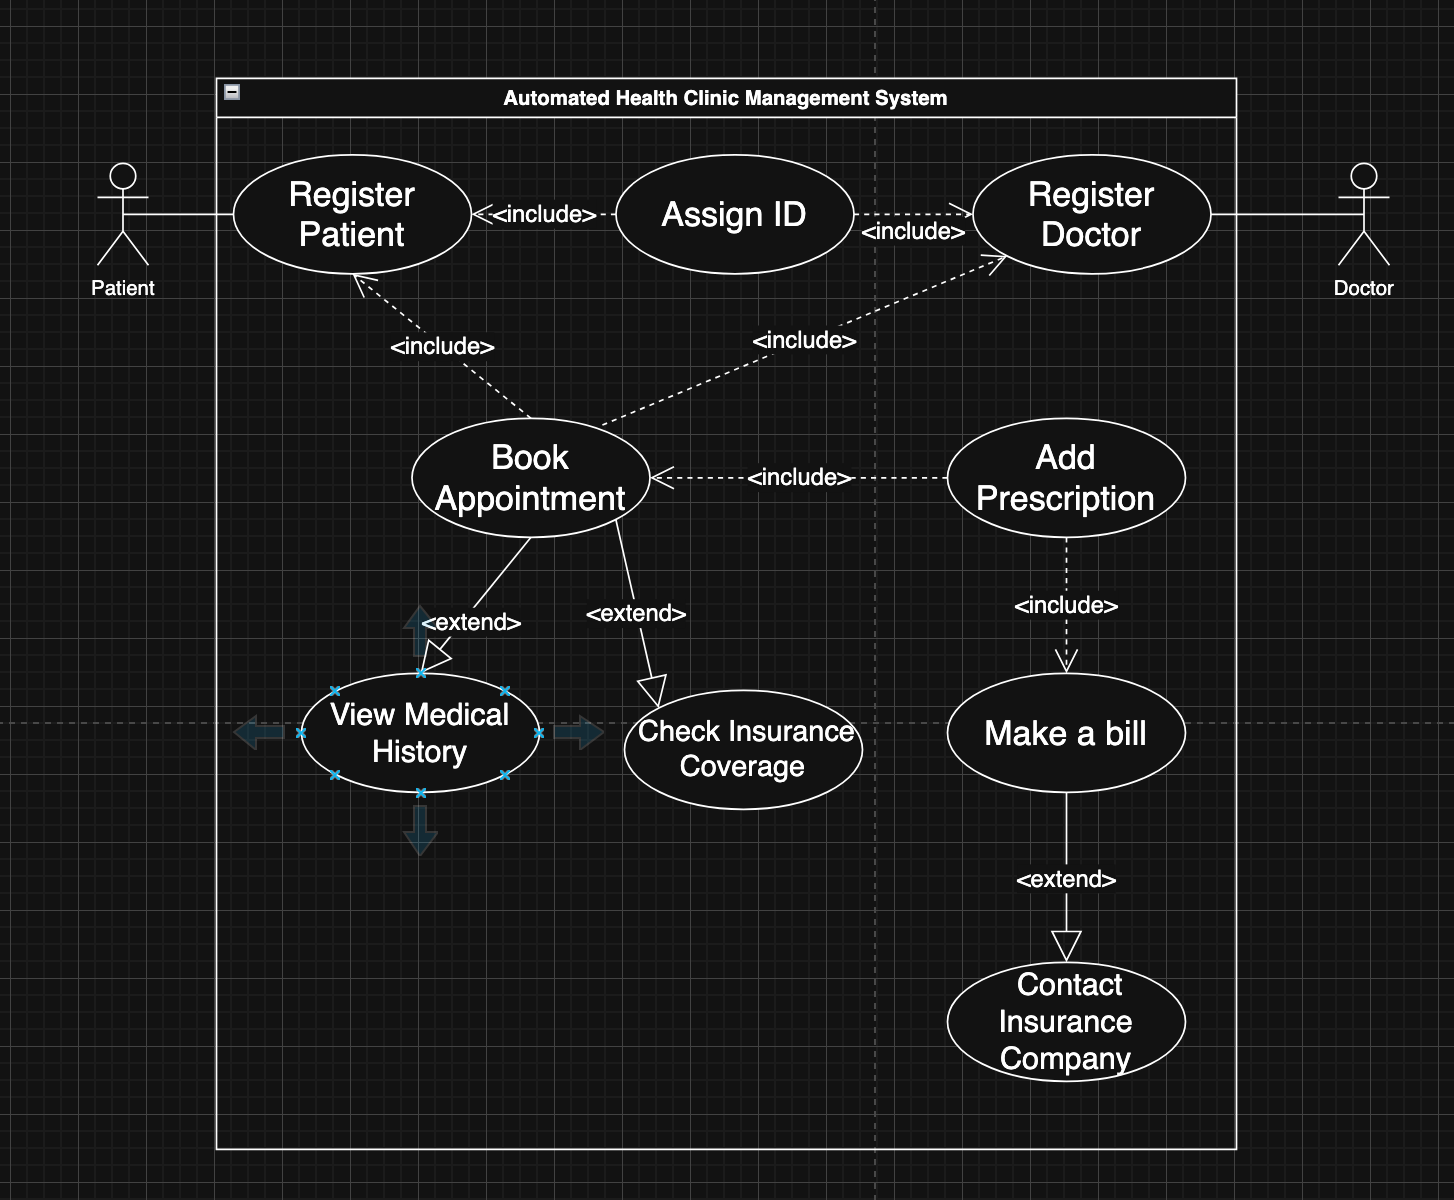 Automated Health Clinic Management System
Register
Patient
<include>
Assign ID
<include>
Register
Doctor
Patient
Doctor
<include>
<include>
Book
Appointment
<include>
Add
Prescription
<extend>
<extend>
<include>
View Medical
History
Check Insurance
Coverage
Make a bill
<extend>
Contact
Insurance
Company